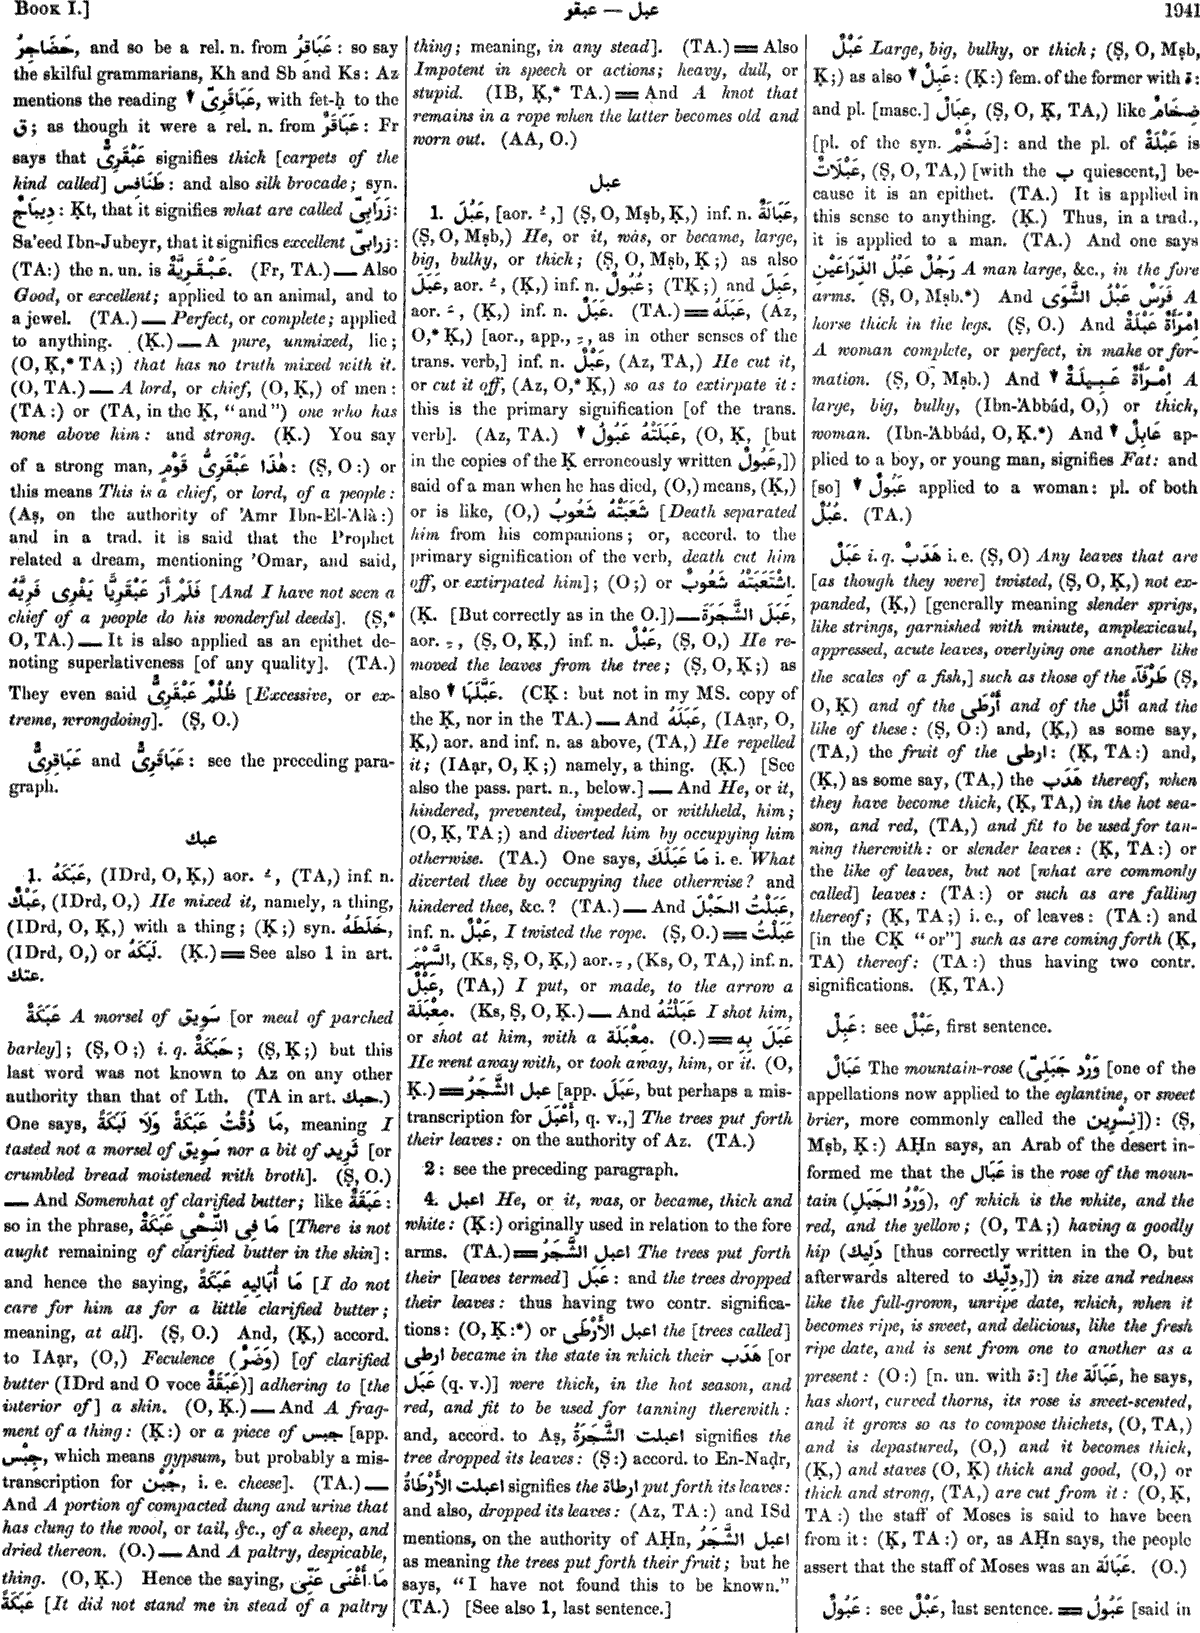 Book I.]
عبل — عبقر
1941
حَضَاجِرُ, and so be a rel. n. from عَبَاقِرُ: so say
the skilful grammarians, Kh and Sb and Ks: Az
mentions the reading ↑ عَبَاقَرِىّ, with fet-ḥ to the
ق; as though it were a rel. n. from عَبَاقَرُ: Fr
says that عَبْقَرِىٌّ signifies thick [carpets of the
kind called] طَنَافِس: and also silk brocade; syn.
دِيبَاجٌ: Ḳt, that it signifies what are called زَرَابِىّ:
Sa'eed Ibn-Jubeyr, that it signifies excellent زرابىّ:
(TA:) the n. un. is عَبْقَرِيَّةٌ. (Fr, TA.) — Also
Good, or excellent; applied to an animal, and to
a jewel. (TA.) — Perfect, or complete; applied
to anything. (Ḳ.) — A pure, unmixed, lie;
(O, Ḳ,* TA;) that has no truth mixed with it.
(O, TA.) — A lord, or chief, (O, Ḳ,) of men:
(TA:) or (TA, in the Ḳ, “and”) one who has
none above him: and strong. (Ḳ.) You say
of a strong man, هٰذَا عَبْقَرِىُّ قَوْمٍ: (Ṣ, O:) or
this means This is a chief, or lord, of a people:
(Aṣ, on the authority of 'Amr Ibn-El-'Alà:)
and in a trad. it is said that the Prophet
related a dream, mentioning 'Omar, and said,
فَلَمْ أَرَ عَبْقَرِيًّا يَفْرِى فَرِيَّهُ [And I have not seen a
chief of a people do his wonderful deeds]. (Ṣ,*
O, TA.) — It is also applied as an epithet de-
noting superlativeness [of any quality]. (TA.)
They even said ظُلْمٌ عَبْقَرِىٌّ [Excessive, or ex-
treme, wrongdoing]. (Ṣ, O.)
عَبَاقَرِىٌّ and عَبَاقِرِىٌّ: see the preceding para-
graph.
عبك
1. عَبَكَهُ, (IDrd, O, Ḳ,) aor. ـُ, (TA,) inf. n.
عَبْكٌ, (IDrd, O,) He mixed it, namely, a thing,
(IDrd, O, Ḳ,) with a thing; (Ḳ;) syn. خَلَطَهُ,
(IDrd, O,) or لَبَكَهُ. (Ḳ.) = See also 1 in art.
عتك.
عَبَكَةٌ A morsel of سَوِيق [or meal of parched
barley]; (Ṣ, O;) i. q. حَبَكَةٌ; (Ṣ, Ḳ;) but this
last word was not known to Az on any other
authority than that of Lth. (TA in art. حبك.)
One says, مَا ذُقْتُ عَبَكَةً وَلَا لَبَكَةً, meaning I
tasted not a morsel of سَوِيق nor a bit of ثَرِيد [or
crumbled bread moistened with broth]. (Ṣ, O.)
— And Somewhat of clarified butter; like عَبَقَةٌ:
so in the phrase, مَا فِى النِّحْىِ عَبَكَةٌ [There is not
aught remaining of clarified butter in the skin]:
and hence the saying, مَا أُبَالِيهِ عَبَكَةً [I do not
care for him as for a little clarified butter;
meaning, at all]. (Ṣ, O.) And, (Ḳ,) accord.
to IAạr, (O,) Feculence (وَضَرٌ) [of clarified
butter (IDrd and O voce عَبَقَةٌ)] adhering to [the
interior of] a skin. (O, Ḳ.) — And A frag-
ment of a thing: (Ḳ:) or a piece of جبس [app.
جِبْس, which means gypsum, but probably a mis-
transcription for جُبْن, i. e. cheese]. (TA.) —
And A portion of compacted dung and urine that
has clung to the wool, or tail, &c., of a sheep, and
dried thereon. (O.) — And A paltry, despicable,
thing. (O, Ḳ.) Hence the saying, مَا أَغْنَى عَنِّى
عَبَكَةً [It did not stand me in stead of a paltry
thing; meaning, in any stead]. (TA.) = Also
Impotent in speech or actions; heavy, dull, or
stupid. (IB, Ḳ,* TA.) = And A knot that
remains in a rope when the latter becomes old and
worn out. (AA, O.)
عبل
1. عَبُلَ, [aor. ـُ,] (Ṣ, O, Mṣb, Ḳ,) inf. n. عَبَالَةٌ,
(Ṣ, O, Mṣb,) He, or it, was, or became, large,
big, bulky, or thick; (Ṣ, O, Mṣb, Ḳ;) as also
عَبَلَ, aor. ـُ, (Ḳ,) inf. n. عُبُولٌ; (TḲ;) and عَبِلَ,
aor. ـَ, (Ḳ,) inf. n. عَبَلٌ. (TA.) = عَبَلَهُ, (Az,
O,* Ḳ,) [aor., app., ـِ, as in other senses of the
trans. verb,] inf. n. عَبْلٌ, (Az, TA,) He cut it,
or cut it off, (Az, O,* Ḳ,) so as to extirpate it:
this is the primary signification [of the trans.
verb]. (Az, TA.) ↑ عَبَلَتْهُ عَبُولُ, (O, Ḳ, [but
in the copies of the Ḳ erroneously written عَبُولٌ,])
said of a man when he has died, (O,) means, (Ḳ,)
or is like, (O,) شَعَبَتْهُ شَعُوبُ [Death separated
him from his companions; or, accord. to the
primary signification of the verb, death cut him
off, or extirpated him]; (O;) or اِشْتَعَبَتْهُ شَعُوبُ.
(Ḳ. [But correctly as in the O.]) — عَبَلَ الشَّجَرَةَ,
aor. ـِ, (Ṣ, O, Ḳ,) inf. n. عَبْلٌ, (Ṣ, O,) He re-
moved the leaves from the tree; (Ṣ, O, Ḳ;) as
also ↑ عَبَّلَهَا. (CḲ: but not in my MS. copy of
the Ḳ, nor in the TA.) — And عَبَلَهُ, (IAạr, O,
Ḳ,) aor. and inf. n. as above, (TA,) He repelled
it; (IAạr, O, Ḳ;) namely, a thing. (Ḳ.) [See
also the pass. part. n., below.] — And He, or it,
hindered, prevented, impeded, or withheld, him;
(O, Ḳ, TA;) and diverted him by occupying him
otherwise. (TA.) One says, مَا عَبَلَكَ i. e. What
diverted thee by occupying thee otherwise? and
hindered thee, &c.? (TA.) — And عَبَلْتُ الحَبْلَ,
inf. n. عَبْلٌ, I twisted the rope. (Ṣ, O.) = عَبَلْتُ
السَّهْمَ, (Ks, Ṣ, O, Ḳ,) aor. ـِ, (Ks, O, TA,) inf. n.
عَبْلٌ, (TA,) I put, or made, to the arrow a
مِعْبَلَة. (Ks, Ṣ, O, Ḳ.) — And عَبَلْتُهُ I shot him,
or shot at him, with a مِعْبَلَة. (O.) = عَبَلَ بِهِ
He went away with, or took away, him, or it. (O,
Ḳ.) = عبل الشَّجَرُ [app. عَبَلَ, but perhaps a mis-
transcription for أَعْبَلَ, q. v.,] The trees put forth
their leaves: on the authority of Az. (TA.)
2: see the preceding paragraph.
4. اعبل He, or it, was, or became, thick and
white: (Ḳ:) originally used in relation to the fore
arms. (TA.) = اعبل الشَّجَرُ The trees put forth
their [leaves termed] عَبَل: and the trees dropped
their leaves: thus having two contr. significa-
tions: (O, Ḳ:*) or اعبل الأَرْطَى the [trees called]
ارطى became in the state in which their هَدَب [or
عَبَل (q. v.)] were thick, in the hot season, and
red, and fit to be used for tanning therewith:
and, accord. to Aṣ, اعبلت الشَّجَرَةُ signifies the
tree dropped its leaves: (Ṣ:) accord. to En-Naḍr,
اعبلت الأَرْطَاةُ signifies the ارطاة put forth its leaves:
and also, dropped its leaves: (Az, TA:) and ISd
mentions, on the authority of AḤn, اعبل الشَّجَرُ
as meaning the trees put forth their fruit; but he
says, “I have not found this to be known.”
(TA.) [See also 1, last sentence.]
عَبْلٌ Large, big, bulky, or thick; (Ṣ, O, Mṣb,
Ḳ;) as also ↑ عَبِلٌ: (Ḳ:) fem. of the former with ة:
and pl. [masc.] عِبَالٌ, (Ṣ, O, Ḳ, TA,) like ضِخَامٌ
[pl. of the syn. ضَخْمٌ]: and the pl. of عَبْلَةٌ is
عَبْلَاتٌ, (Ṣ, O, TA,) [with the ب quiescent,] be-
cause it is an epithet. (TA.) It is applied in
this sense to anything. (Ḳ.) Thus, in a trad.,
it is applied to a man. (TA.) And one says
رَجُلٌ عَبْلُ الذِّرَاعَيْنِ A man large, &c., in the fore
arms. (Ṣ, O, Mṣb.*) And فَرَسٌ عَبْلُ الشَّوَى A
horse thick in the legs. (Ṣ, O.) And امْرَأَةٌ عَبْلَةٌ
A woman complete, or perfect, in make or for-
mation. (Ṣ, O, Mṣb.) And ↑ امْرَأَةٌ عَبِيلَةٌ A
large, big, bulky, (Ibn-'Abbád, O,) or thick,
woman. (Ibn-'Abbád, O, Ḳ.*) And ↑ عَابِلٌ ap-
plied to a boy, or young man, signifies Fat: and
[so] ↑ عَبُولٌ applied to a woman: pl. of both
عُبُلٌ. (TA.)
عَبَلٌ i. q. هَدَبٌ i. e. (Ṣ, O) Any leaves that are
[as though they were] twisted, (Ṣ, O, Ḳ,) not ex-
panded, (Ḳ,) [generally meaning slender sprigs,
like strings, garnished with minute, amplexicaul,
appressed, acute leaves, overlying one another like
the scales of a fish,] such as those of the طَرْفَآء (Ṣ,
O, Ḳ) and of the أَرْطَى and of the أَثْل and the
like of these: (Ṣ, O:) and, (Ḳ,) as some say,
(TA,) the fruit of the ارطى: (Ḳ, TA:) and,
(Ḳ,) as some say, (TA,) the هَدَب thereof, when
they have become thick, (Ḳ, TA,) in the hot sea-
son, and red, (TA,) and fit to be used for tan-
ning therewith: or slender leaves: (Ḳ, TA:) or
the like of leaves, but not [what are commonly
called] leaves: (TA:) or such as are falling
thereof; (Ḳ, TA;) i. e., of leaves: (TA:) and
[in the CḲ “or”] such as are coming forth (Ḳ,
TA) thereof: (TA:) thus having two contr.
significations. (Ḳ, TA.)
عَبِلٌ: see عَبْلٌ, first sentence.
عَبَالٌ The mountain-rose (وَرْد جَبَلِىّ [one of the
appellations now applied to the eglantine, or sweet
brier, more commonly called the نِسْرِين]): (Ṣ,
Mṣb, Ḳ:) AḤn says, an Arab of the desert in-
formed me that the عَبَال is the rose of the moun-
tain (وَرْدُ الجَبَلِ), of which is the white, and the
red, and the yellow; (O, TA;) having a goodly
hip (دَلِيك [thus correctly written in the O, but
afterwards altered to دِلِّيك,]) in size and redness
like the full-grown, unripe date, which, when it
becomes ripe, is sweet, and delicious, like the fresh
ripe date, and is sent from one to another as a
present: (O:) [n. un. with ة:] the عَبَالَة, he says,
has short, curved thorns, its rose is sweet-scented,
and it grows so as to compose thickets, (O, TA,)
and is depastured, (O,) and it becomes thick,
(Ḳ,) and staves (O, Ḳ) thick and good, (O,) or
thick and strong, (TA,) are cut from it: (O, Ḳ,
TA:) the staff of Moses is said to have been
from it: (Ḳ, TA:) or, as AḤn says, the people
assert that the staff of Moses was an عَبَالَة. (O.)
عَبُولٌ: see عَبْلٌ, last sentence. = عَبُولُ [said in